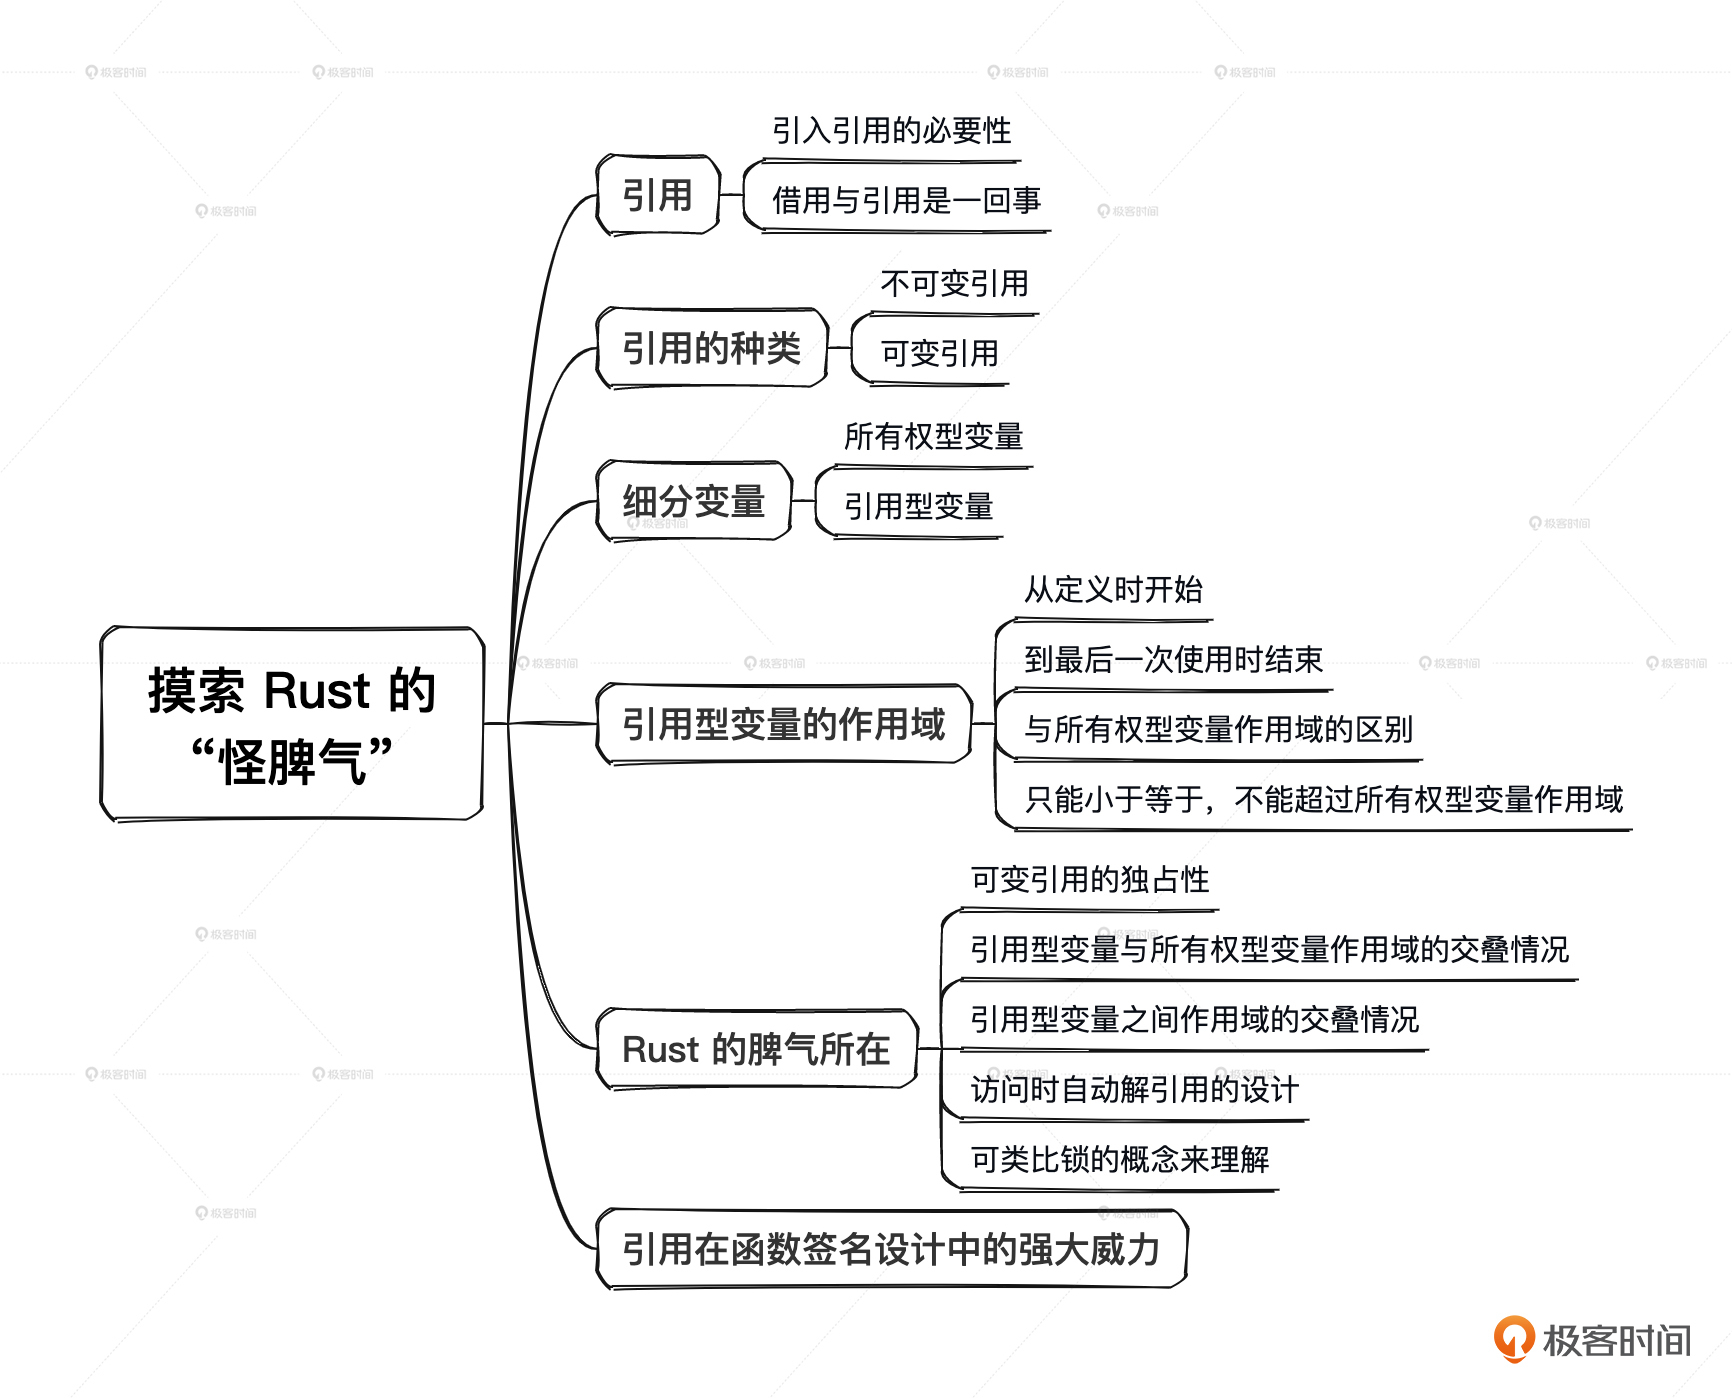 引入引用的必要性
引用
借用与引用是一回事
不可变引用
引用的种类
可变引用
所有权型变量
细分变量
引用型变量
摸索 Rust 的
“怪脾气”
从定义时开始
到最后一次使用时结束
引用型变量的作用域
与所有权型变量作用域的区别
只能小于等于，不能超过所有权型变量作用域
可变引用的独占性
引用型变量与所有权型变量作用域的交叠情况
引用型变量之间作用域的交叠情况
Rust 的脾气所在
访问时自动解引用的设计
可类比锁的概念来理解
引用在函数签名设计中的强大威力
极客时间